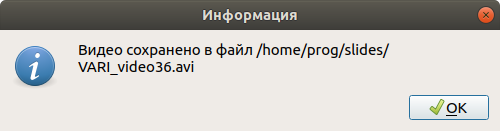 Информация
Видео сохранено в файл /home/prog/slides/
VARI_video36.avi
OK